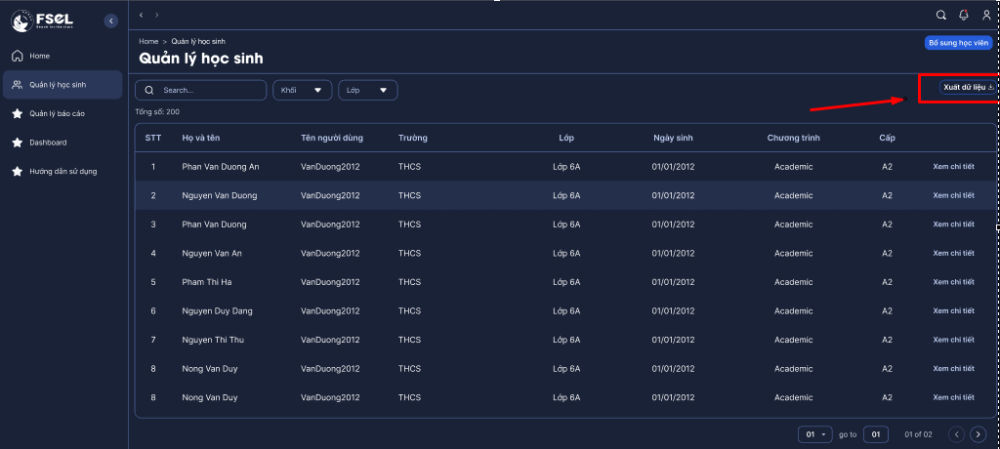 FSEL
Home
Quản lý học sinh
Quản lý báo cáo
Dashboard
Hướng dẫn sử dụng
Home > Quản lý học sinh
Quản lý học sinh
Bổ sung học viên
Search... Khối Lớp Xuất dữ liệu
Tổng số: 200
STT Họ và tên Tên người dùng Trường Lớp Ngày sinh Chương trình Cấp
1 Phan Van Duong An VanDuong2012 THCS Lớp 6A 01/01/2012 Academic A2 Xem chi tiết
2 Nguyen Van Duong VanDuong2012 THCS Lớp 6A 01/01/2012 Academic A2 Xem chi tiết
3 Phan Van Duong VanDuong2012 THCS Lớp 6A 01/01/2012 Academic A2 Xem chi tiết
4 Nguyen Van An VanDuong2012 THCS Lớp 6A 01/01/2012 Academic A2 Xem chi tiết
5 Pham Thi Ha VanDuong2012 THCS Lớp 6A 01/01/2012 Academic A2 Xem chi tiết
6 Nguyen Duy Dang VanDuong2012 THCS Lớp 6A 01/01/2012 Academic A2 Xem chi tiết
7 Nguyen Thi Thu VanDuong2012 THCS Lớp 6A 01/01/2012 Academic A2 Xem chi tiết
8 Nong Van Duy VanDuong2012 THCS Lớp 6A 01/01/2012 Academic A2 Xem chi tiết
8 Nong Van Duy VanDuong2012 THCS Lớp 6A 01/01/2012 Academic A2 Xem chi tiết
01 go to 01 01 of 02